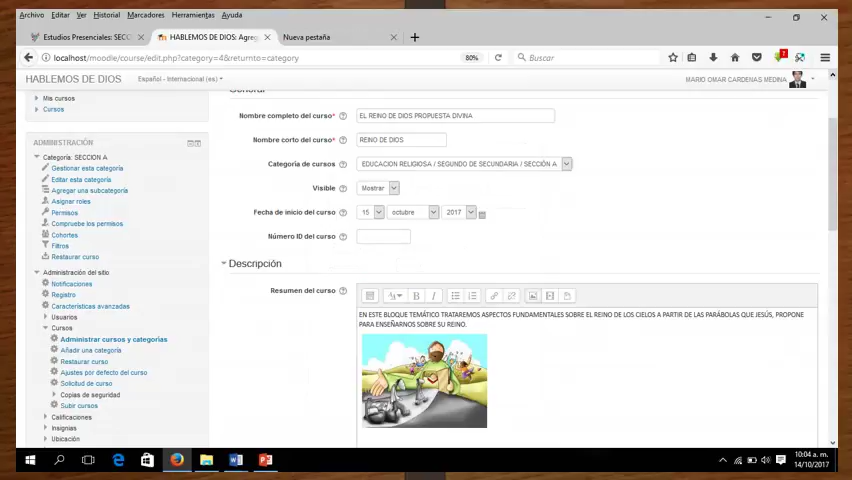 Archivo Editar Ver Historial Marcadores Herramientas Ayuda
Estudios Presenciales: SECC
HABLEMOS DE DIOS: Agreg
Nueva pestaña
localhost/moodle/course/edit.php?category=4&returnto=category
80%
Buscar
7
HABLEMOS DE DIOS
Español - Internacional (es)
MARIO OMAR CARDENAS MEDINA
Mis cursos
Cursos
ADMINISTRACIÓN
Categoría: SECCION A
Gestionar esta categoría
Editar esta categoría
Agregar una subcategoría
Asignar roles
Permisos
Compruebe los permisos
Cohortes
Filtros
Restaurar curso
Administración del sitio
Notificaciones
Registro
Características avanzadas
Usuarios
Cursos
Administrar cursos y categorías
Añadir una categoría
Restaurar curso
Ajustes por defecto del curso
Solicitud de curso
Copias de seguridad
Subir cursos
Calificaciones
Insignias
Ubicación
General
Nombre completo del curso*
EL REINO DE DIOS PROPUESTA DIVINA
Nombre corto del curso*
REINO DE DIOS
Categoría de cursos
EDUCACION RELIGIOSA / SEGUNDO DE SECUNDARIA / SECCIÓN A
Visible
Mostrar
Fecha de inicio del curso
15 octubre 2017
Número ID del curso
Descripción
Resumen del curso
EN ESTE BLOQUE TEMÁTICO TRATAREMOS ASPECTOS FUNDAMENTALES SOBRE EL REINO DE LOS CIELOS A PARTIR DE LAS PARÁBOLAS QUE JESÚS, PROPONE
PARA ENSEÑARNOS SOBRE SU REINO.
10:04 a. m.
14/10/2017